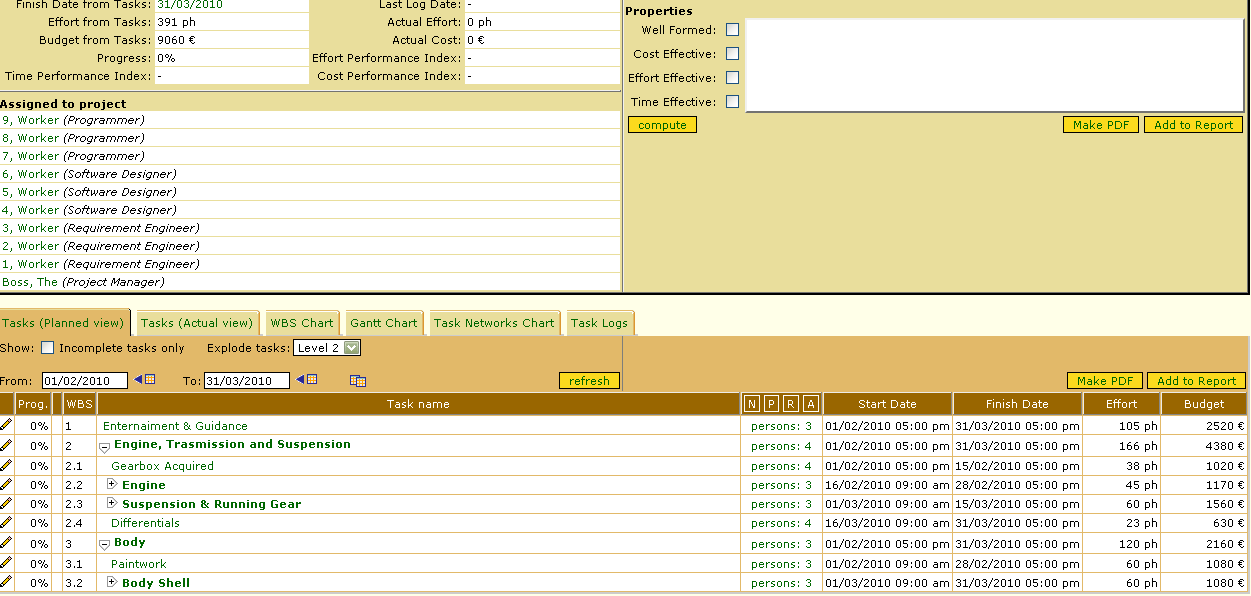 Finish Date from Tasks: 31/03/2010 Last Log Date: -
Effort from Tasks: 391 ph Actual Effort: 0 ph
Budget from Tasks: 9060 € Actual Cost: 0 €
Progress: 0% Effort Performance Index: -
Time Performance Index: - Cost Performance Index: -
Assigned to project
9, Worker (Programmer)
8, Worker (Programmer)
7, Worker (Programmer)
6, Worker (Software Designer)
5, Worker (Software Designer)
4, Worker (Software Designer)
3, Worker (Requirement Engineer)
2, Worker (Requirement Engineer)
1, Worker (Requirement Engineer)
Boss, The (Project Manager)
Properties
Well Formed:
Cost Effective:
Effort Effective:
Time Effective:
compute Make PDF Add to Report
Tasks (Planned view) Tasks (Actual view) WBS Chart Gantt Chart Task Networks Chart Task Logs
Show: Incomplete tasks only Explode tasks: Level 2
From: 01/02/2010 To: 31/03/2010 refresh Make PDF Add to Report
Prog. WBS Task name N P R A Start Date Finish Date Effort Budget
0% 1 Enternaiment & Guidance persons: 3 01/02/2010 05:00 pm 31/03/2010 05:00 pm 105 ph 2520 €
0% 2 Engine, Trasmission and Suspension persons: 4 01/02/2010 05:00 pm 31/03/2010 05:00 pm 166 ph 4380 €
0% 2.1 Gearbox Acquired persons: 4 01/02/2010 05:00 pm 15/02/2010 05:00 pm 38 ph 1020 €
0% 2.2 Engine persons: 3 16/02/2010 09:00 am 28/02/2010 05:00 pm 45 ph 1170 €
0% 2.3 Suspension & Running Gear persons: 3 01/03/2010 09:00 am 15/03/2010 05:00 pm 60 ph 1560 €
0% 2.4 Differentials persons: 4 16/03/2010 09:00 am 31/03/2010 05:00 pm 23 ph 630 €
0% 3 Body persons: 3 01/02/2010 05:00 pm 31/03/2010 05:00 pm 120 ph 2160 €
0% 3.1 Paintwork persons: 3 01/02/2010 05:00 pm 28/02/2010 05:00 pm 60 ph 1080 €
0% 3.2 Body Shell persons: 3 01/03/2010 09:00 am 31/03/2010 05:00 pm 60 ph 1080 €